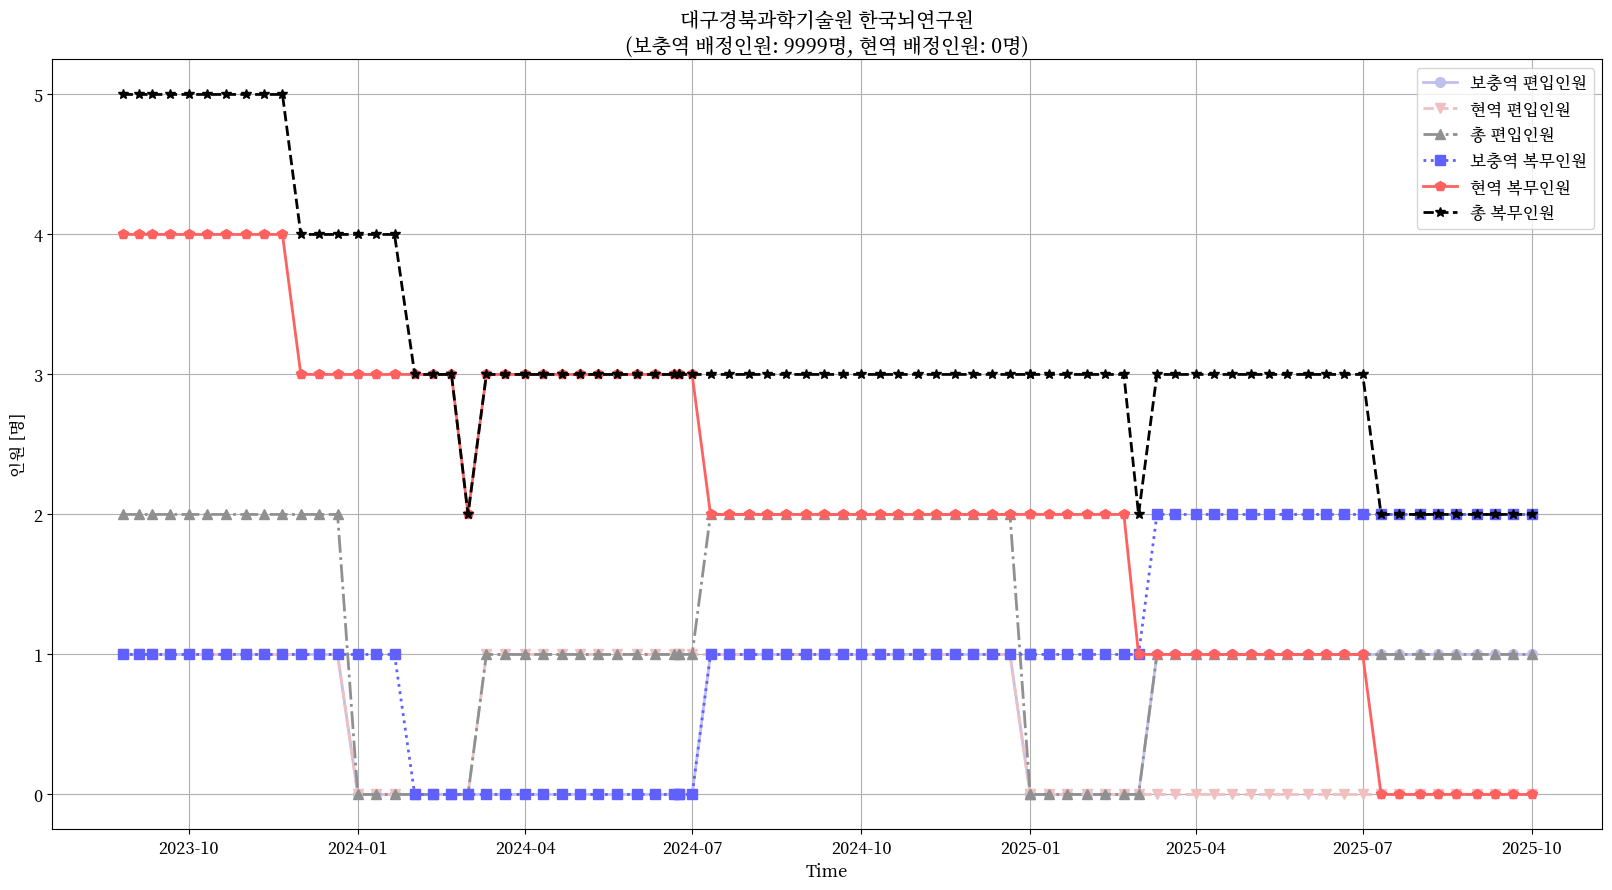 대구경북과학기술원 한국뇌연구원
(보충역 배정인원: 9999명, 현역 배정인원: 0명)
보충역 편입인원
현역 편입인원
총 편입인원
보충역 복무인원
현역 복무인원
총 복무인원
인원 [명]
5
4
3
2
1
0
2023-10
2024-01
2024-04
2024-07
2024-10
2025-01
2025-04
2025-07
2025-10
Time